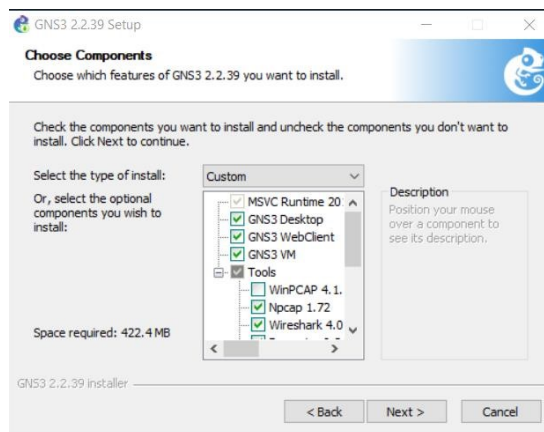 GNS3 2.2.39 Setup
Choose Components
Choose which features of GNS3 2.2.39 you want to install.
Check the components you want to install and uncheck the components you don't want to
install. Click Next to continue.
Select the type of install:
Custom
Or, select the optional
components you wish to
install:
MSVC Runtime 20
GNS3 Desktop
GNS3 WebClient
GNS3 VM
Tools
WinPCAP 4.1.
Npcap 1.72
Wireshark 4.0
Description
Position your mouse
over a component to
see its description.
Space required: 422.4 MB
GNS3 2.2.39 installer
< Back
Next >
Cancel